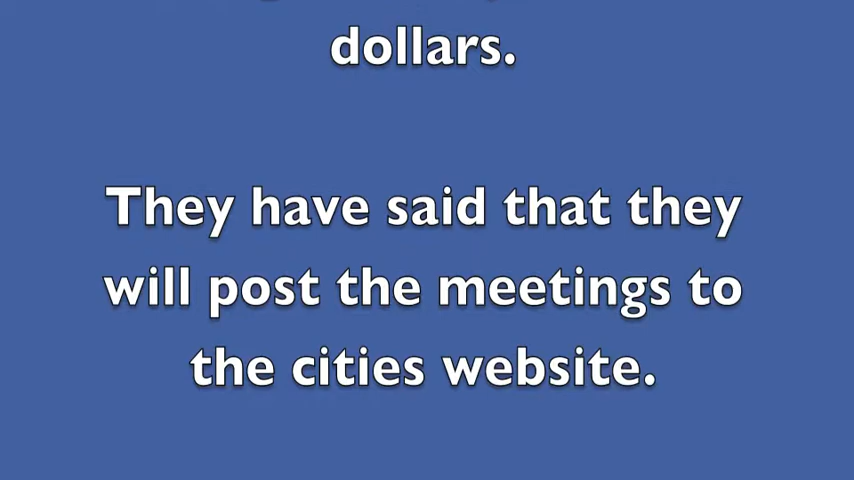 dollars.
They have said that they
will post the meetings to
the cities website.